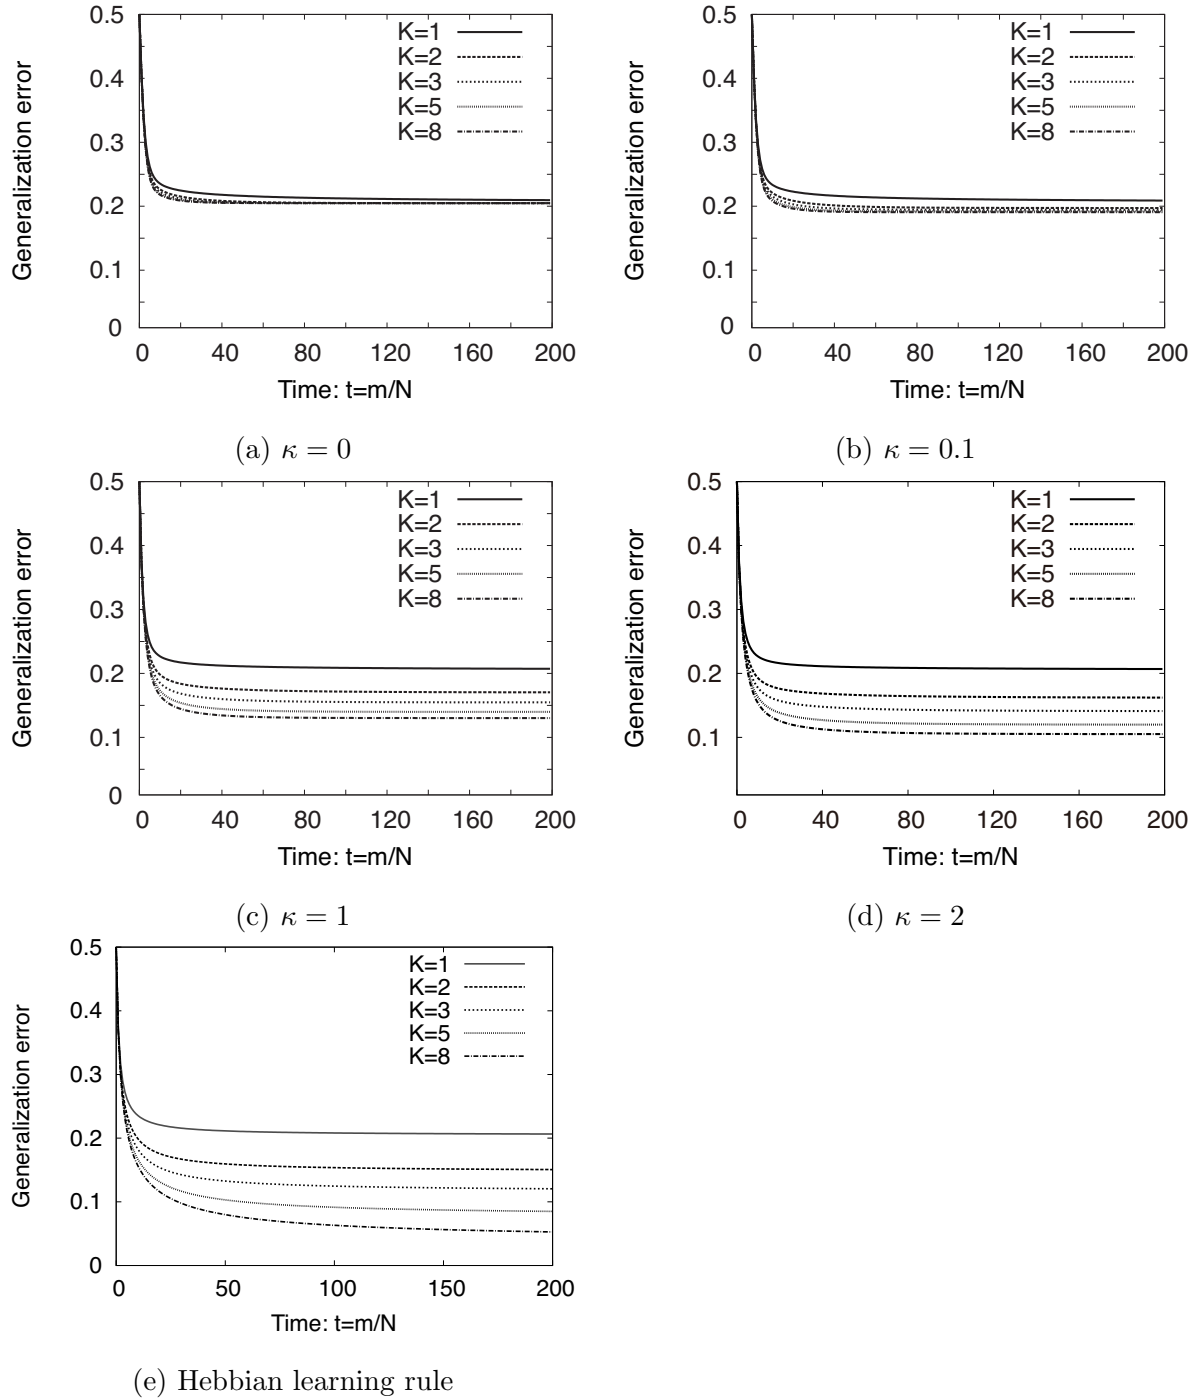 0.5
0.4
0.3
0.2
0.1
0
Generalization error
K=1
K=2
K=3
K=5
K=8
0 40 80 120 160 200
Time: t=m/N
(a) κ = 0
0.5
0.4
0.3
0.2
0.1
0
Generalization error
K=1
K=2
K=3
K=5
K=8
0 40 80 120 160 200
Time: t=m/N
(b) κ = 0.1
0.5
0.4
0.3
0.2
0.1
0
Generalization error
K=1
K=2
K=3
K=5
K=8
0 40 80 120 160 200
Time: t=m/N
(c) κ = 1
0.5
0.4
0.3
0.2
0.1
Generalization error
K=1
K=2
K=3
K=5
K=8
0 40 80 120 160 200
Time: t=m/N
(d) κ = 2
0.5
0.4
0.3
0.2
0.1
0
Generalization error
K=1
K=2
K=3
K=5
K=8
0 50 100 150 200
Time: t=m/N
(e) Hebbian learning rule